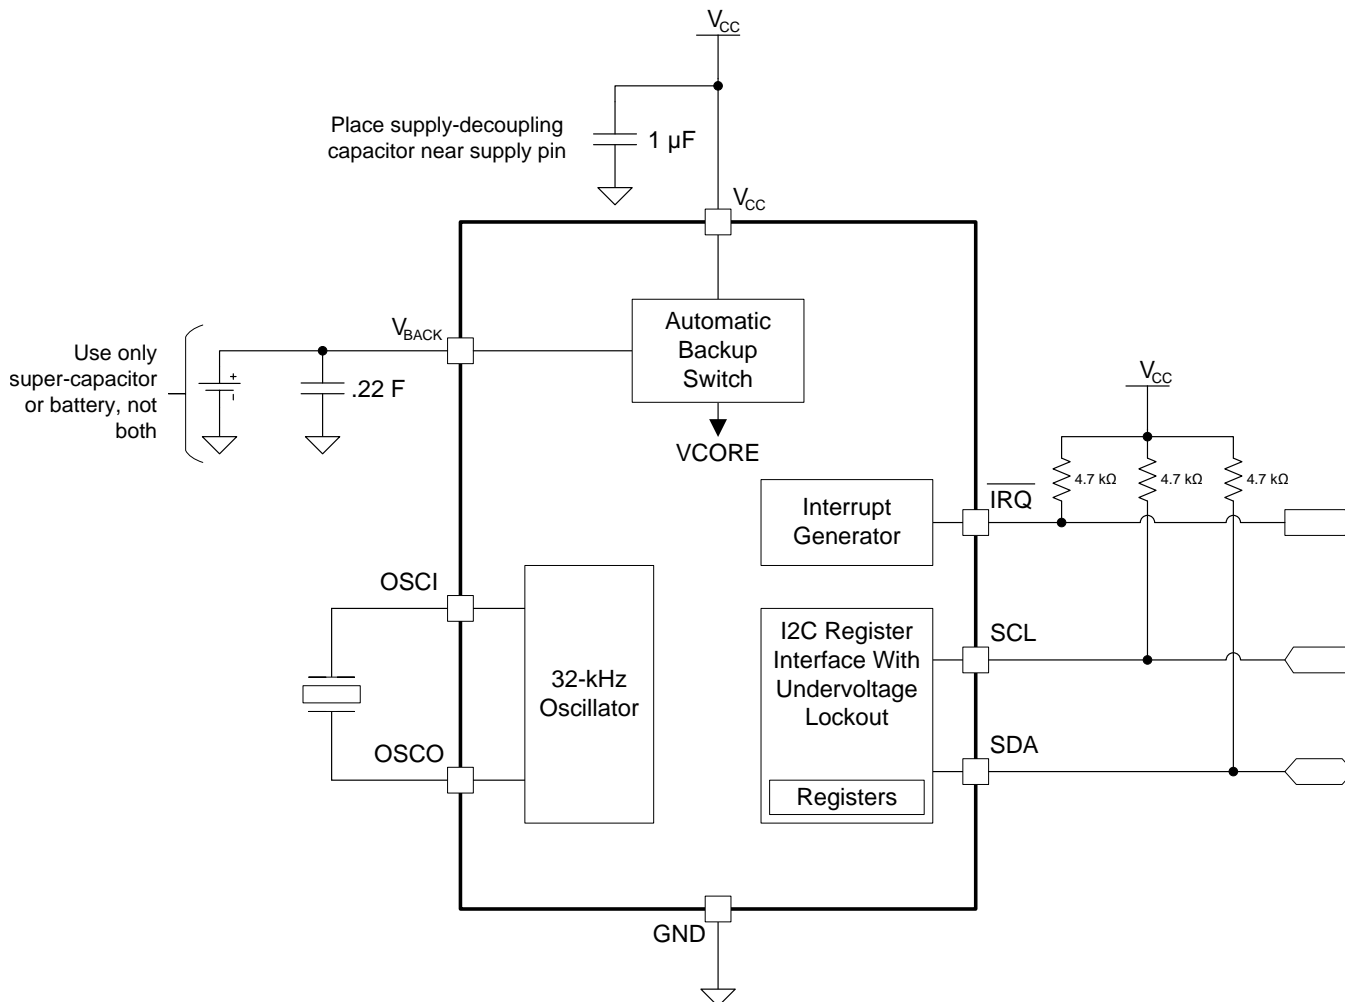 VCC
Place supply-decoupling
capacitor near supply pin
1 µF
VCC
VBACK
Automatic
Backup
Switch
Use only
super-capacitor
or battery, not
both
+
−
.22 F
VCORE
VCC
4.7 kΩ
4.7 kΩ
4.7 kΩ
Interrupt
Generator
IRQ
OSCI
32-kHz
Oscillator
OSCO
I2C Register
Interface With
Undervoltage
Lockout
Registers
SCL
SDA
GND